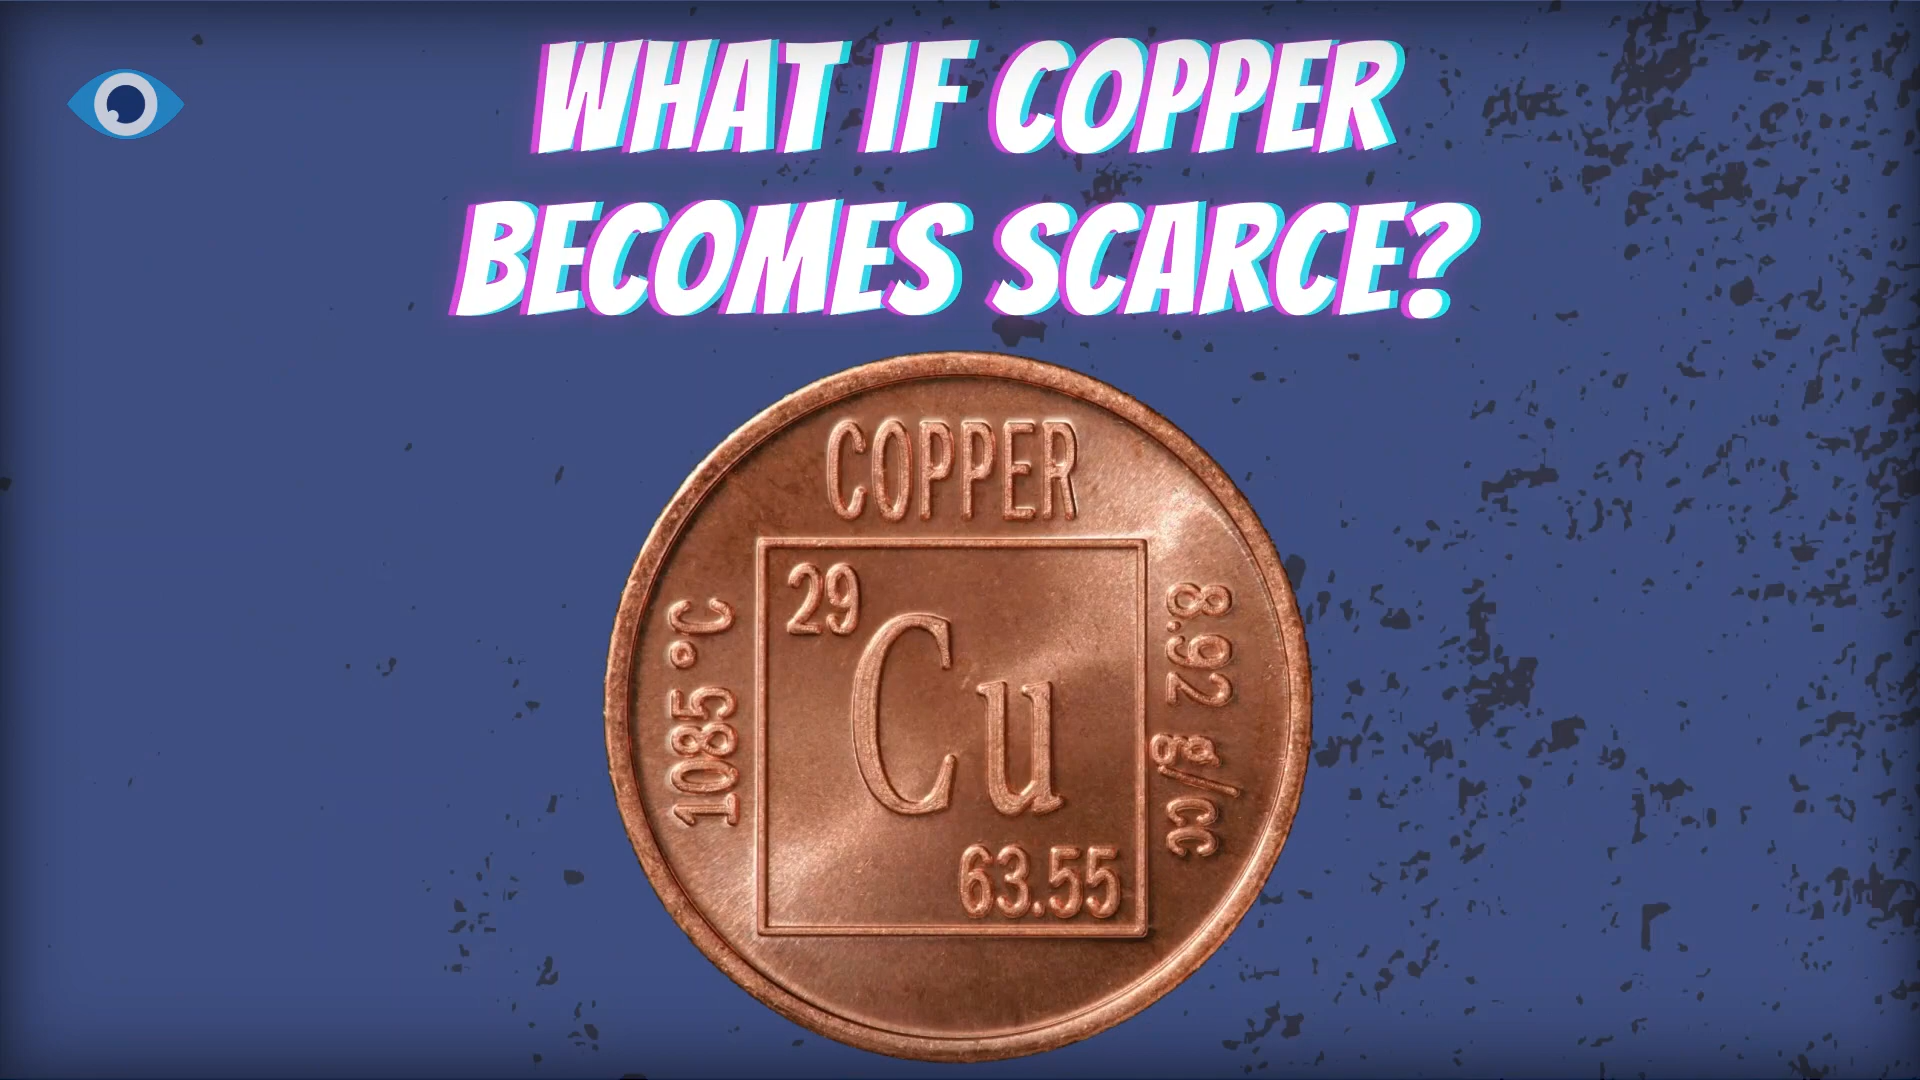 WHAT IF COPPER
BECOMES SCARCE?
COPPER
29
Cu
63.55
1085 °C
8.92 g/cc